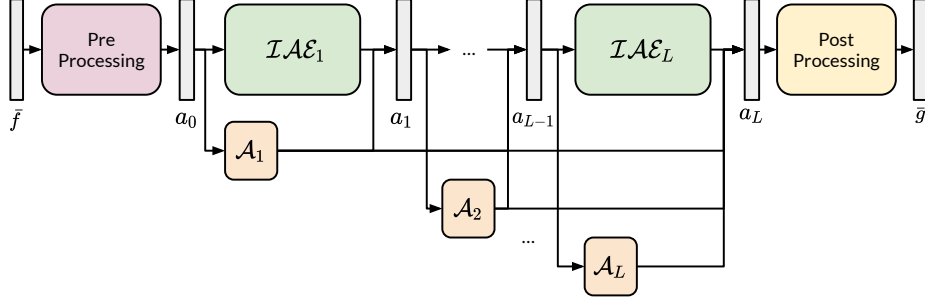 Pre
Processing
𝓘𝓐𝓔₁
...
𝓘𝓐𝓔_L
Post
Processing
f̄
a₀
a₁
a_{L−1}
a_L
ḡ
𝓐₁
𝓐₂
...
𝓐_L